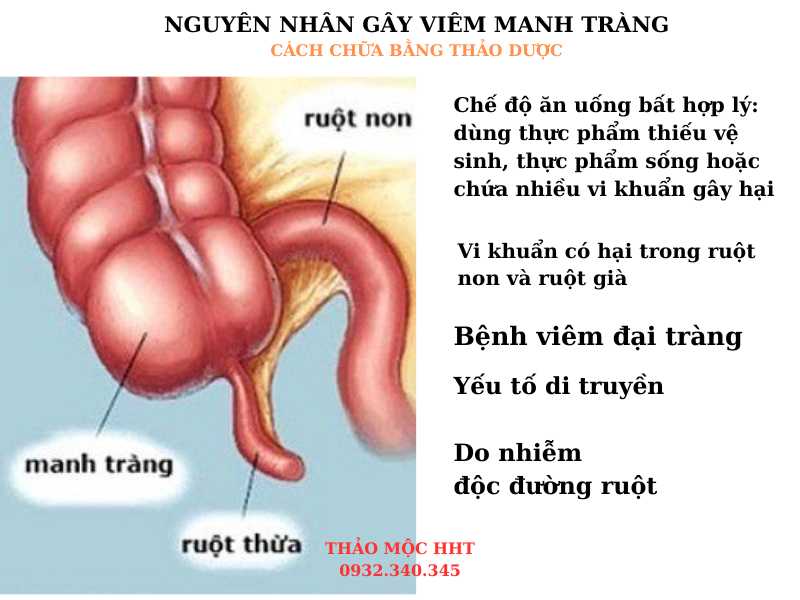 NGUYÊN NHÂN GÂY VIÊM MANH TRÀNG
CÁCH CHỮA BẰNG THẢO DƯỢC
ruột non
manh tràng
ruột thừa
Chế độ ăn uống bất hợp lý:
dùng thực phẩm thiếu vệ
sinh, thực phẩm sống hoặc
chứa nhiều vi khuẩn gây hại
Vi khuẩn có hại trong ruột
non và ruột già
Bệnh viêm đại tràng
Yếu tố di truyền
Do nhiễm
độc đường ruột
THẢO MỘC HHT
0932.340.345